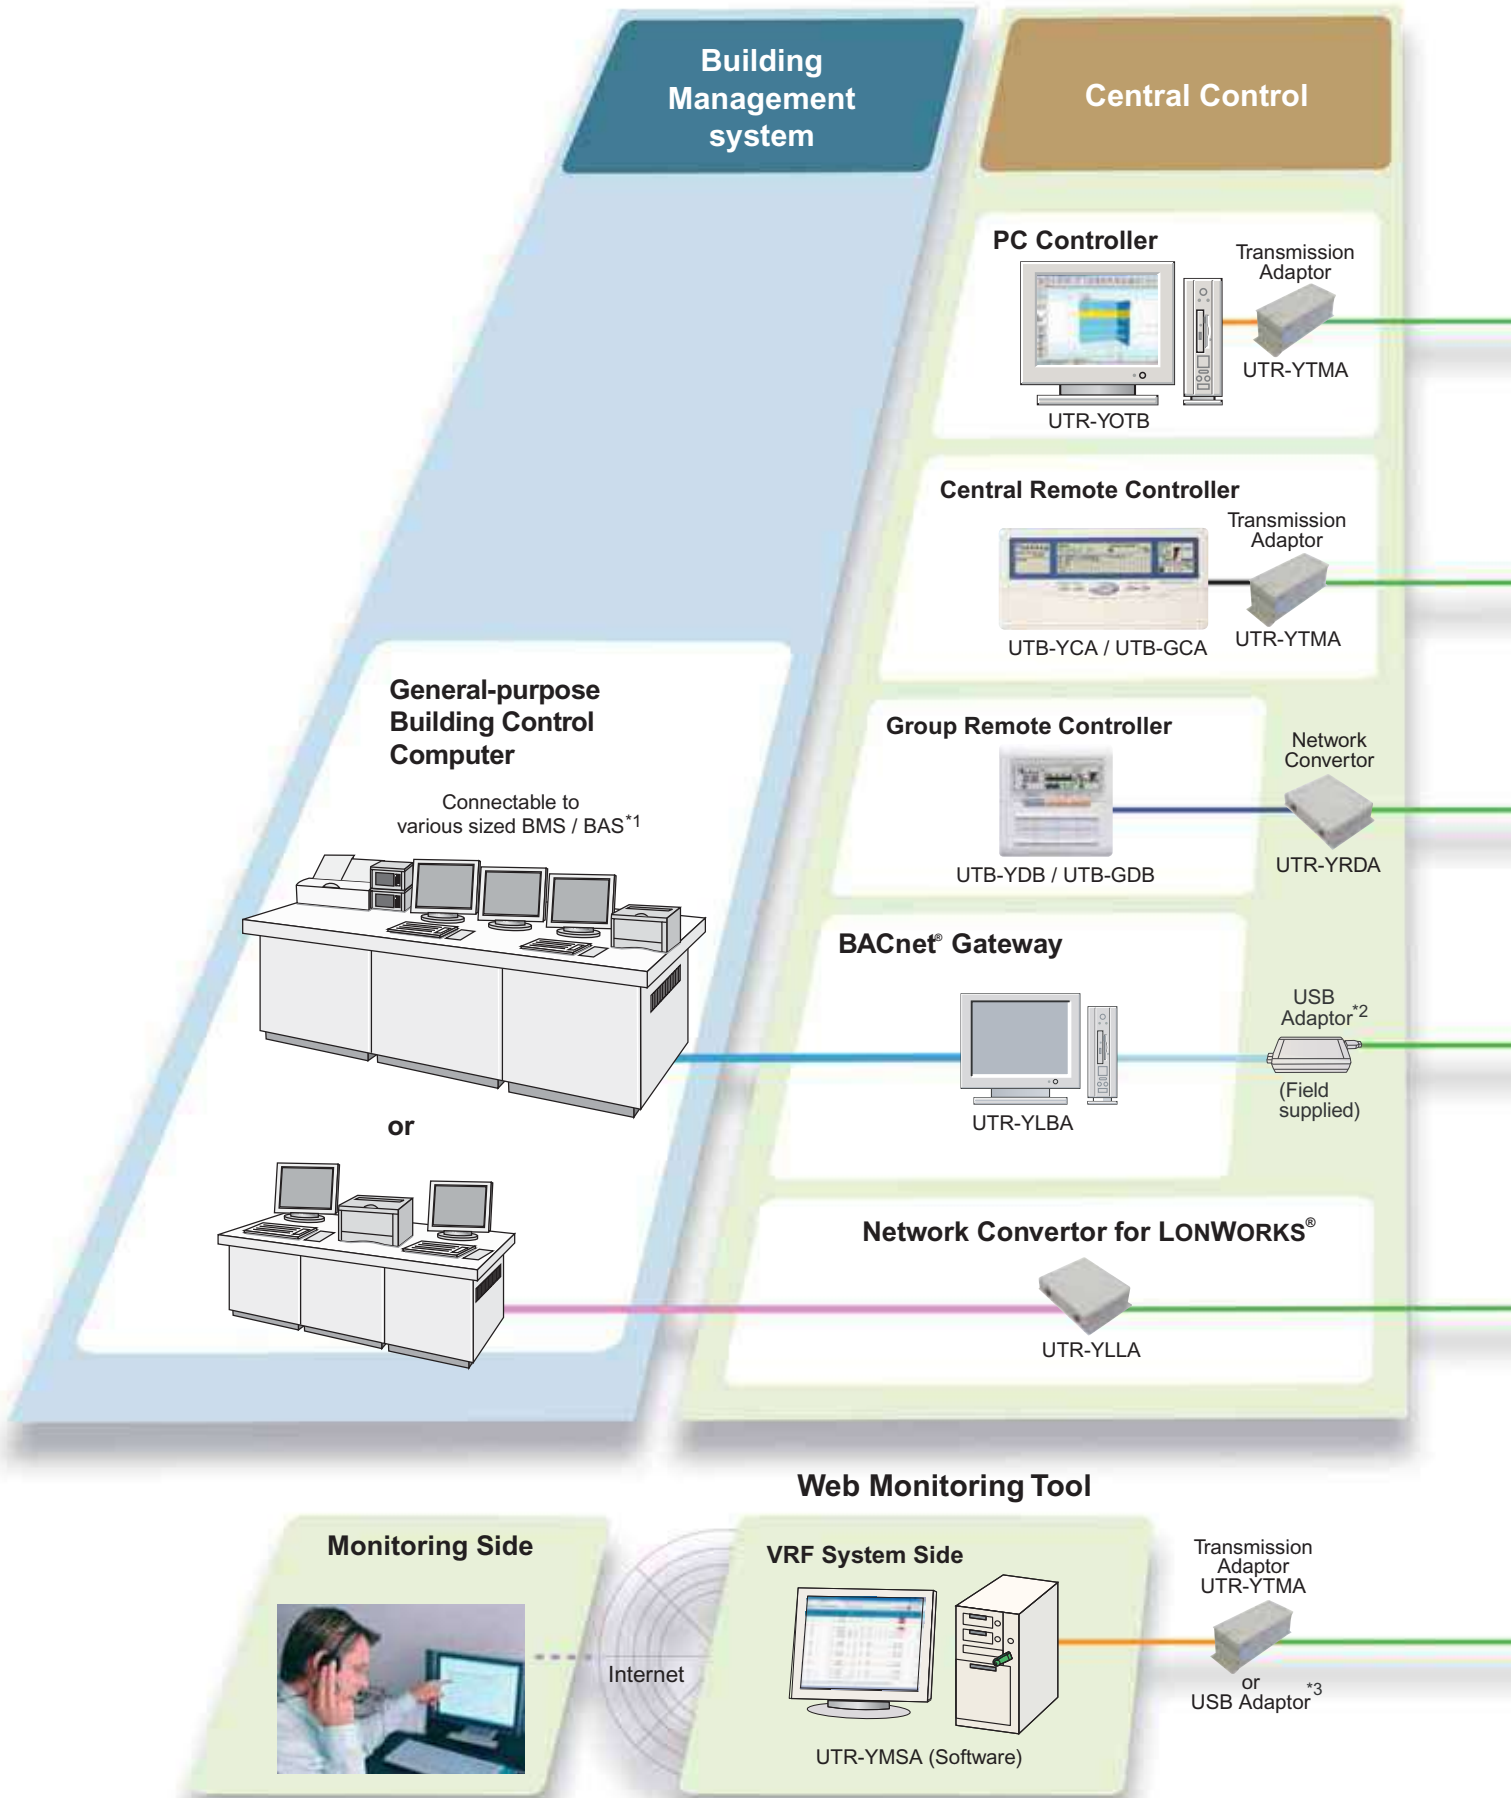 Building
Management
system
Central Control
PC Controller
Transmission
Adaptor
UTR-YTMA
UTR-YOTB
Central Remote Controller
Transmission
Adaptor
UTB-YCA / UTB-GCA
UTR-YTMA
General-purpose
Building Control
Computer
Connectable to
various sized BMS / BAS*1
or
Group Remote Controller
Network
Convertor
UTB-YDB / UTB-GDB
UTR-YRDA
BACnet® Gateway
USB
Adaptor*2
(Field
supplied)
UTR-YLBA
Network Convertor for LONWORKS®
UTR-YLLA
Web Monitoring Tool
Monitoring Side
Internet
VRF System Side
UTR-YMSA (Software)
Transmission
Adaptor
UTR-YTMA
or
USB Adaptor*3